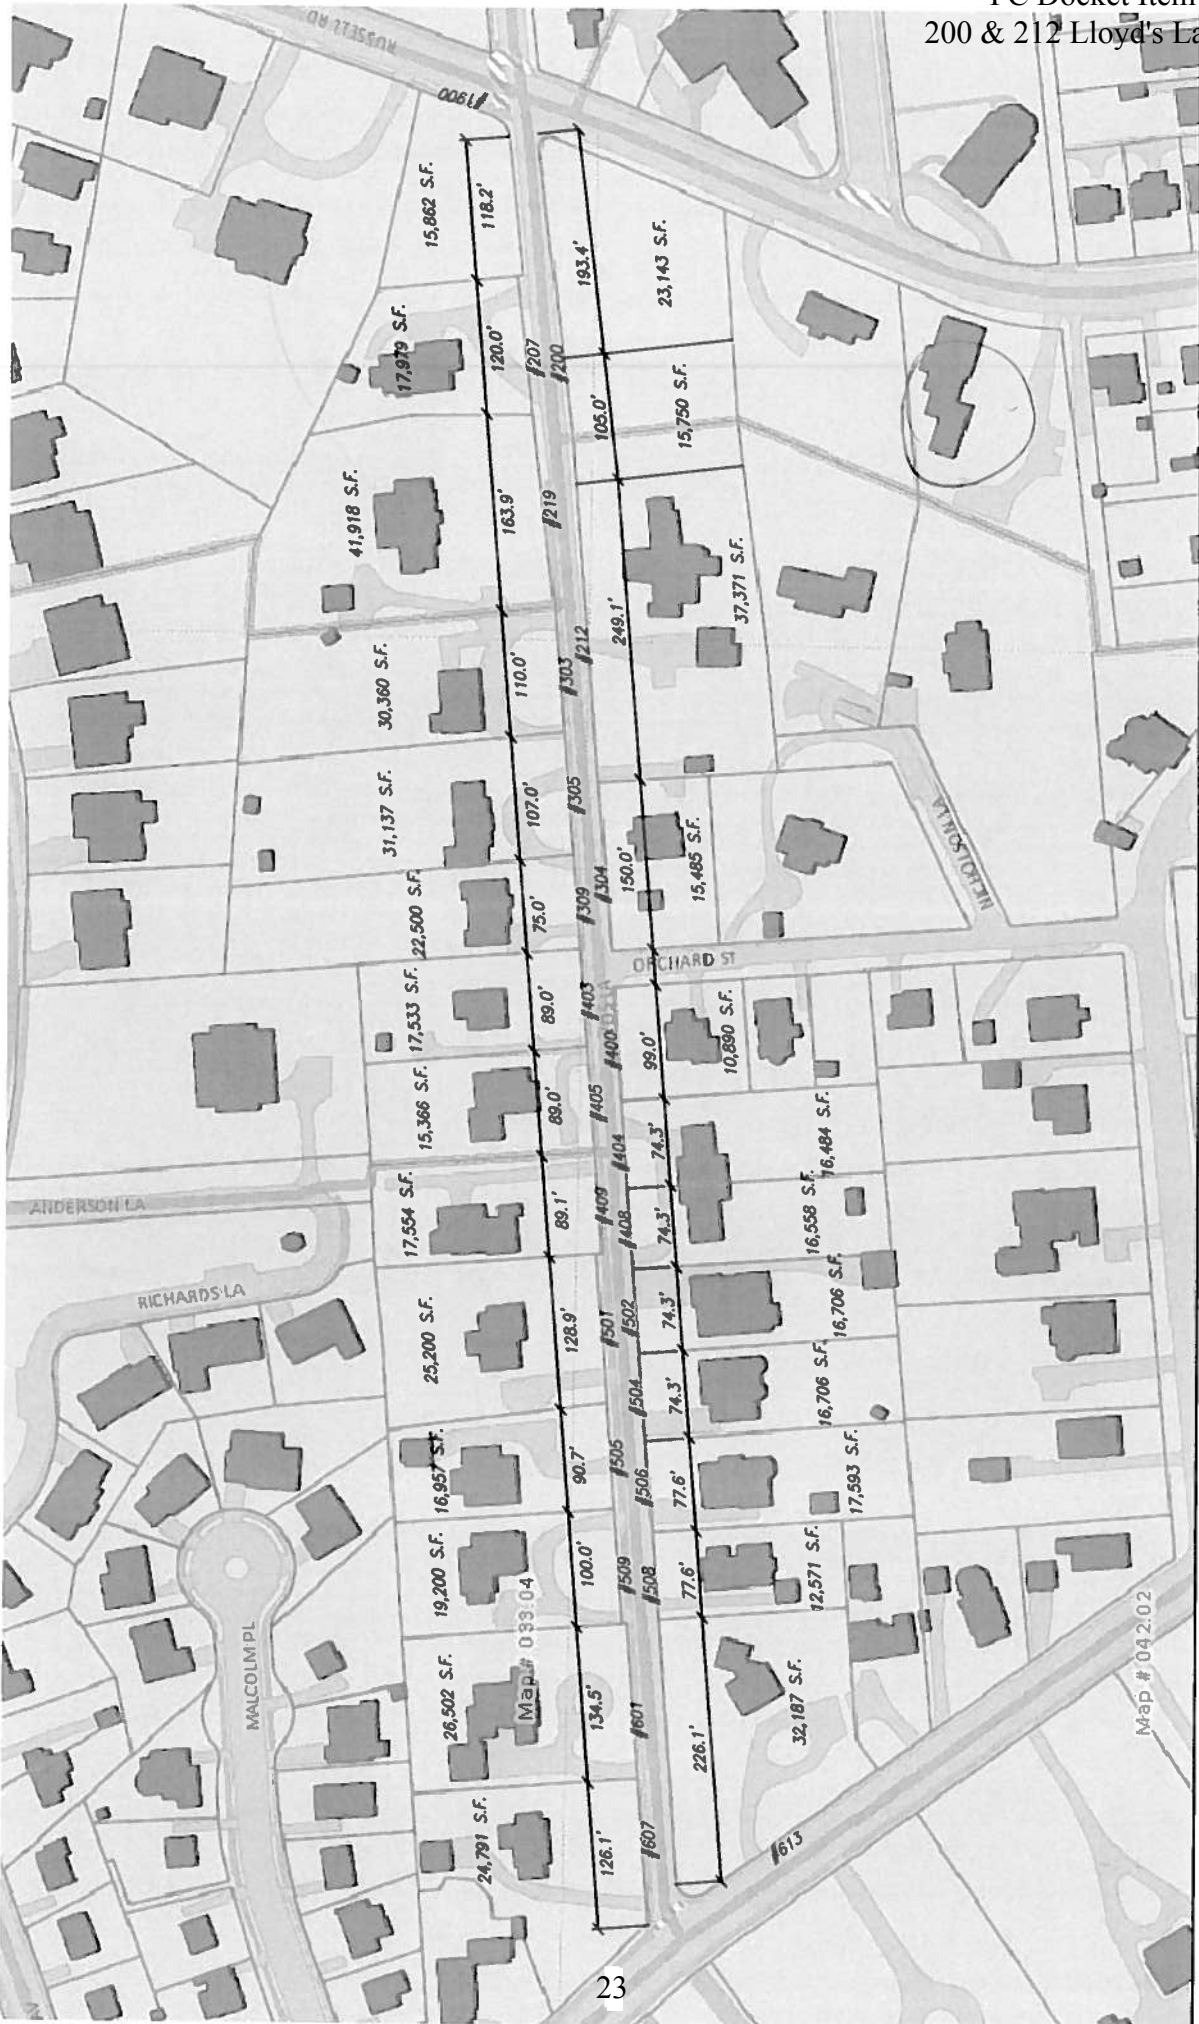 PC Docket Item
200 & 212 Lloyd's La
RUSSELL RD
#1900
15,862 S.F.
118.2'
193.4'
23,143 S.F.
17,979 S.F.
120.0'
#207
#200
105.0'
15,750 S.F.
41,918 S.F.
163.9'
#219
249.1'
37,371 S.F.
30,360 S.F.
110.0'
#303
#212
31,137 S.F.
107.0'
#305
150.0'
15,485 S.F.
22,500 S.F.
75.0'
#309
#304
NICHOLSON LA
ORCHARD ST
17,533 S.F.
89.0'
#403
#400
99.0'
10,890 S.F.
15,366 S.F.
89.0'
#405
#404
74.3'
16,484 S.F.
ANDERSON LA
17,554 S.F.
89.1'
#409
#408
74.3'
16,558 S.F.
RICHARDS LA
25,200 S.F.
128.9'
#501
#502
74.3'
16,706 S.F.
#504
74.3'
16,706 S.F.
16,957 S.F.
90.7'
#505
#506
77.6'
17,593 S.F.
19,200 S.F.
100.0'
#509
#508
77.6'
12,571 S.F.
Map # 033.04
MALCOLM PL
26,502 S.F.
134.5'
#601
226.1'
32,187 S.F.
Map # 042.02
24,791 S.F.
126.1'
#607
#613
23